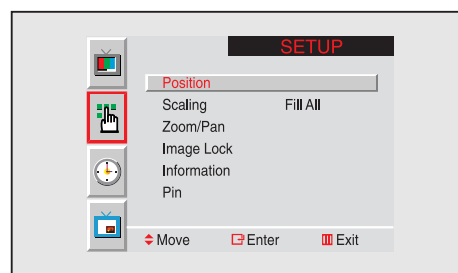 SETUP
Position
Scaling Fill All
Zoom/Pan
Image Lock
Information
Pin
Move Enter Exit